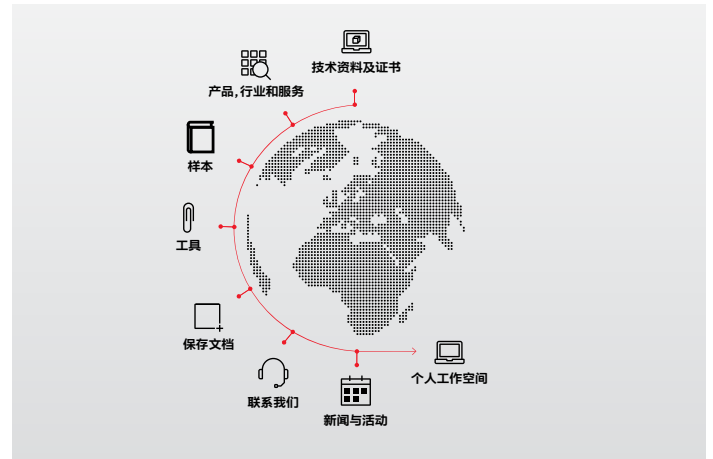 技术资料及证书
产品,行业和服务
样本
工具
保存文档
联系我们
新闻与活动
个人工作空间